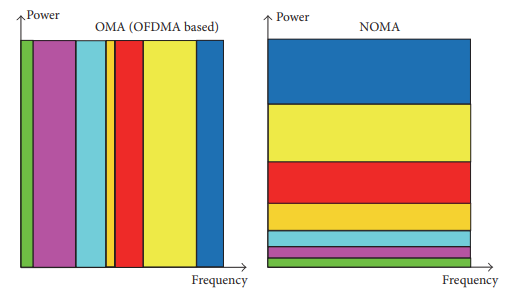 Power
OMA (OFDMA based)
Frequency
Power
NOMA
Frequency